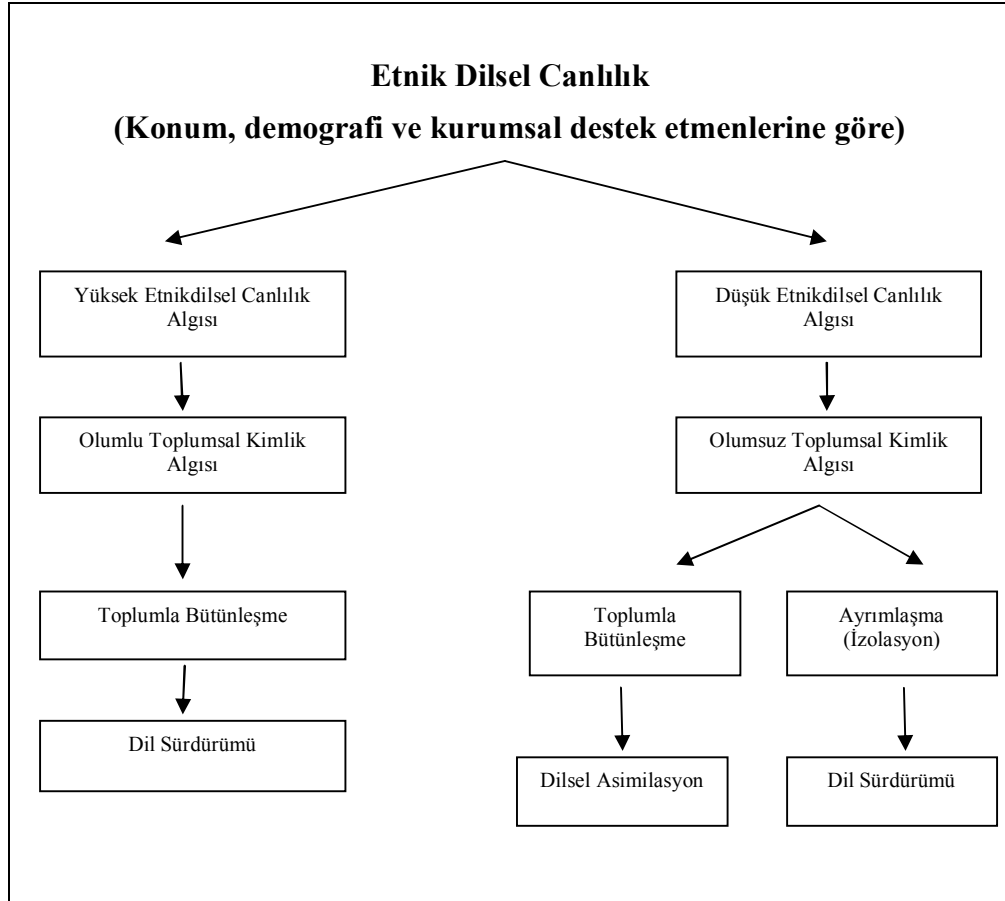 Etnik Dilsel Canlılık
(Konum, demografi ve kurumsal destek etmenlerine göre)
Yüksek Etnikdilsel Canlılık
Algısı
Düşük Etnikdilsel Canlılık
Algısı
Olumlu Toplumsal Kimlik
Algısı
Olumsuz Toplumsal Kimlik
Algısı
Toplumla Bütünleşme
Toplumla
Bütünleşme
Ayrımlaşma
(İzolasyon)
Dil Sürdürümü
Dilsel Asimilasyon
Dil Sürdürümü